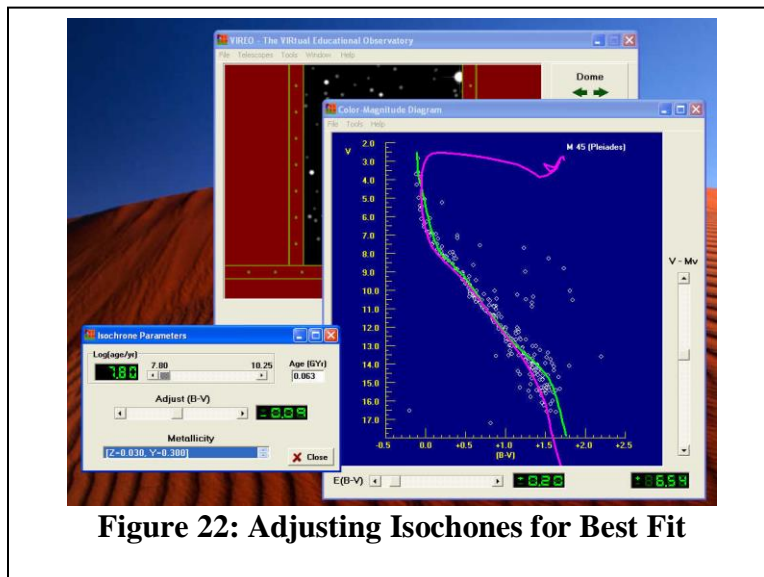 VIREO - The VIRtual Educational Observatory
File Telescopes Tools Window Help
Dome
Color-Magnitude Diagram
File Tools Help
V
M 45 (Pleiades)
2.0
3.0
4.0
5.0
6.0
7.0
8.0
9.0
10.0
11.0
12.0
13.0
14.0
15.0
16.0
17.0
-0.5 0.0 +0.5 +1.0 +1.5 +2.0 +2.5
(B-V)
V - Mv
E(B-V) +0.20 +6.54
Isochrone Parameters
Log(age/yr)
7.80 7.00 10.25
Age (GYr)
0.063
Adjust (B-V)
0.09
Metallicity
[Z=0.030, Y=0.300]
Close
Figure 22: Adjusting Isochones for Best Fit